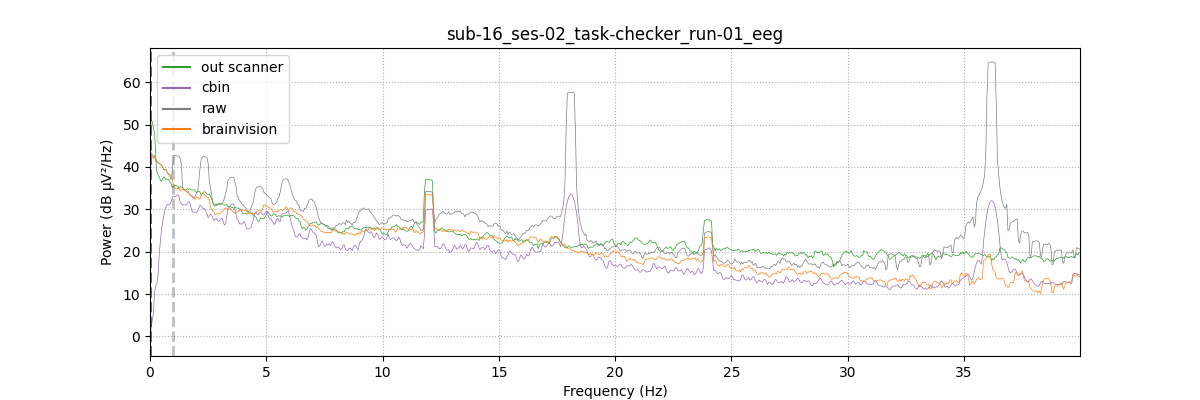 sub-16_ses-02_task-checker_run-01_eeg
out scanner
cbin
raw
brainvision
Power (dB µV²/Hz)
60
50
40
30
20
10
0
0 5 10 15 20 25 30 35
Frequency (Hz)